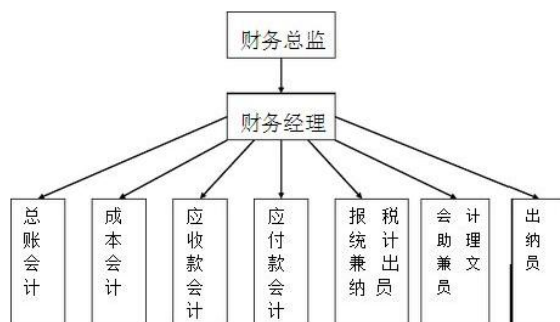 财务总监
财务经理
总账会计
成本会计
应收款会计
应付款会计
报税
统计
兼出
纳员
会计
助理
兼文
员
出纳员